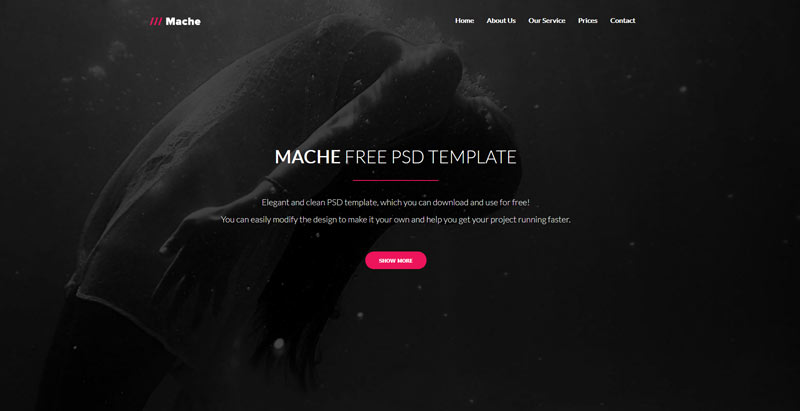 /// Mache
Home About Us Our Service Prices Contact
MACHE FREE PSD TEMPLATE
Elegant and clean PSD template, which you can download and use for free!
You can easily modify the design to make it your own and help you get your project running faster.
SHOW MORE